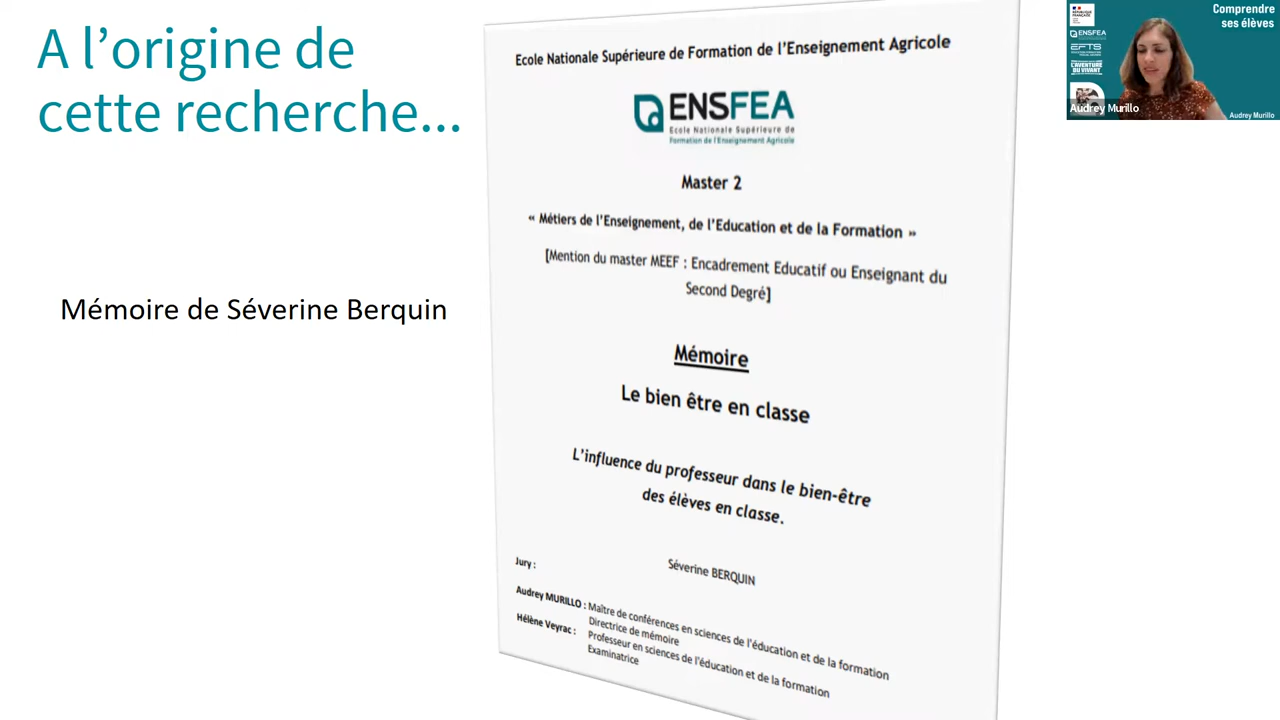 A l’origine de
cette recherche...
Mémoire de Séverine Berquin
Ecole Nationale Supérieure de Formation de l’Enseignement Agricole
ENSFEA
Ecole Nationale Supérieure de
Formation de l'Enseignement Agricole
Master 2
« Métiers de l’Enseignement, de l’Education et de la Formation »
[Mention du master MEEF : Encadrement Educatif ou Enseignant du
Second Degré]
Mémoire
Le bien être en classe
L’influence du professeur dans le bien-être
des élèves en classe.
Séverine BERQUIN
Jury :
Audrey MURILLO : Maître de conférences en sciences de l’éducation et de la formation
Directrice de mémoire
Hélène Veyrac : Professeur en sciences de l’éducation et de la formation
Examinatrice
Comprendre
ses élèves
RÉPUBLIQUE
FRANÇAISE
ENSFEA
EFTS
L'AVENTURE
DU VIVANT
Audrey Murillo
Audrey Murillo